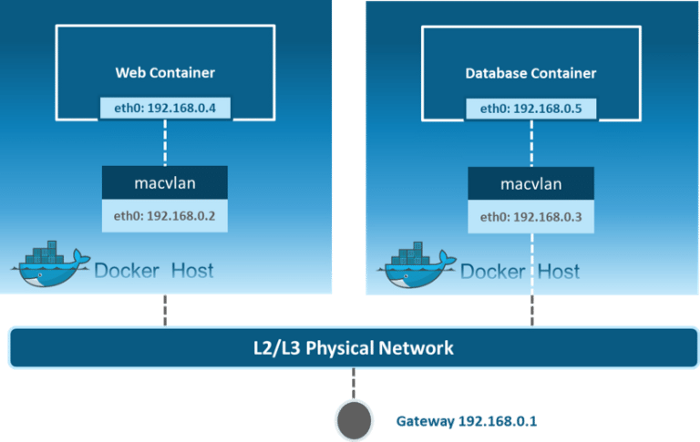 Web Container
eth0: 192.168.0.4
macvlan
eth0: 192.168.0.2
Docker Host
Database Container
eth0: 192.168.0.5
macvlan
eth0: 192.168.0.3
Docker Host
L2/L3 Physical Network
Gateway 192.168.0.1